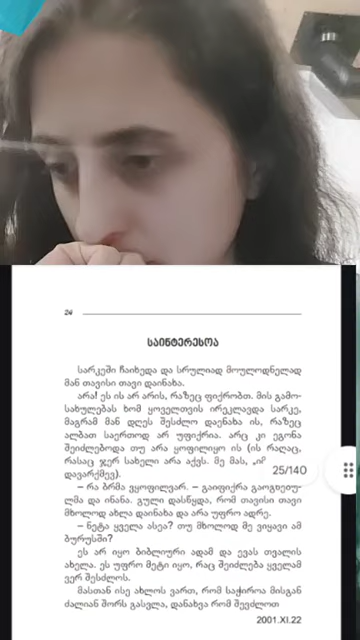 24
საინტერესოა
სარკეში ჩაიხედა და სრულიად მოულოდნელად
მან თავისი თავი დაინახა.
არა! ეს ის არ არის, რაზეც ფიქრობთ. მის გამო-
სახულებას ხომ ყოველთვის ირეკლავდა სარკე,
მაგრამ მან დღეს შესძლო დაენახა ის, რაზეც
ალბათ საერთოდ არ უფიქრია. არც კი ეგონა
შეიძლებოდა თუ არა ყოფილიყო ის (ის რაღაც,
რასაც ჯერ სახელი არა აქვს. მე მას,
დავარქმევ).
25/140
– რა ბრმა ვყოფილვარ. – გაიფიქრა
ლმა და ინანა. გული დასწყდა, რომ თავისი თავი
მხოლოდ ახლა დაინახა და არა უფრო ადრე.
– ნეტა ყველა ასეა? თუ მხოლოდ მე ვიყავი ამ
ბურუსში?
ეს არ იყო ბიბლიური ადამ და ევას თვალის
ახელა. ეს უფრო მეტი იყო, რაც შეიძლება ყველამ
ვერ შესძლოს.
მასთან ისე ახლოს ვართ, რომ საჭიროა მისგან
ძალიან შორს გასვლა, დანახვა რომ შევძლოთ
2001.XI.22